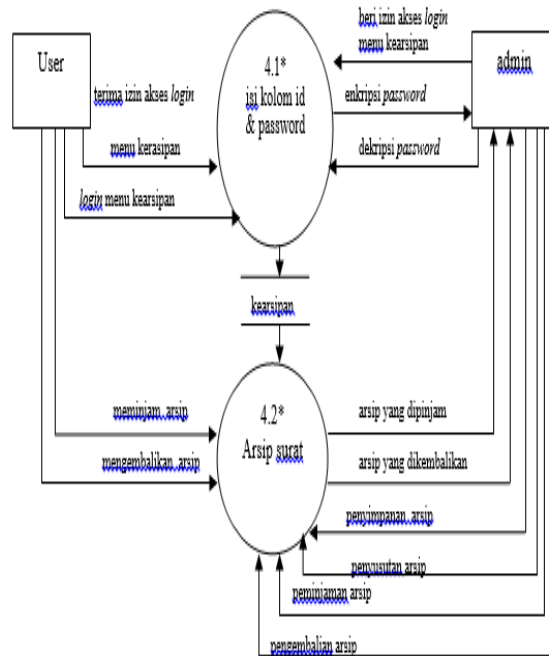 beri izin akses login
menu kearsipan
User
admin
4.1*
isi kolom id
& password
terima izin akses login
enkripsi password
menu kerasipan
dekripsi password
login menu kearsipan
kearsipan
meminjam arsip
4.2*
Arsip surat
arsip yang dipinjam
mengembalikan arsip
arsip yang dikembalikan
penyimpanan arsip
penyusutan arsip
peminjaman arsip
pengembalian arsip